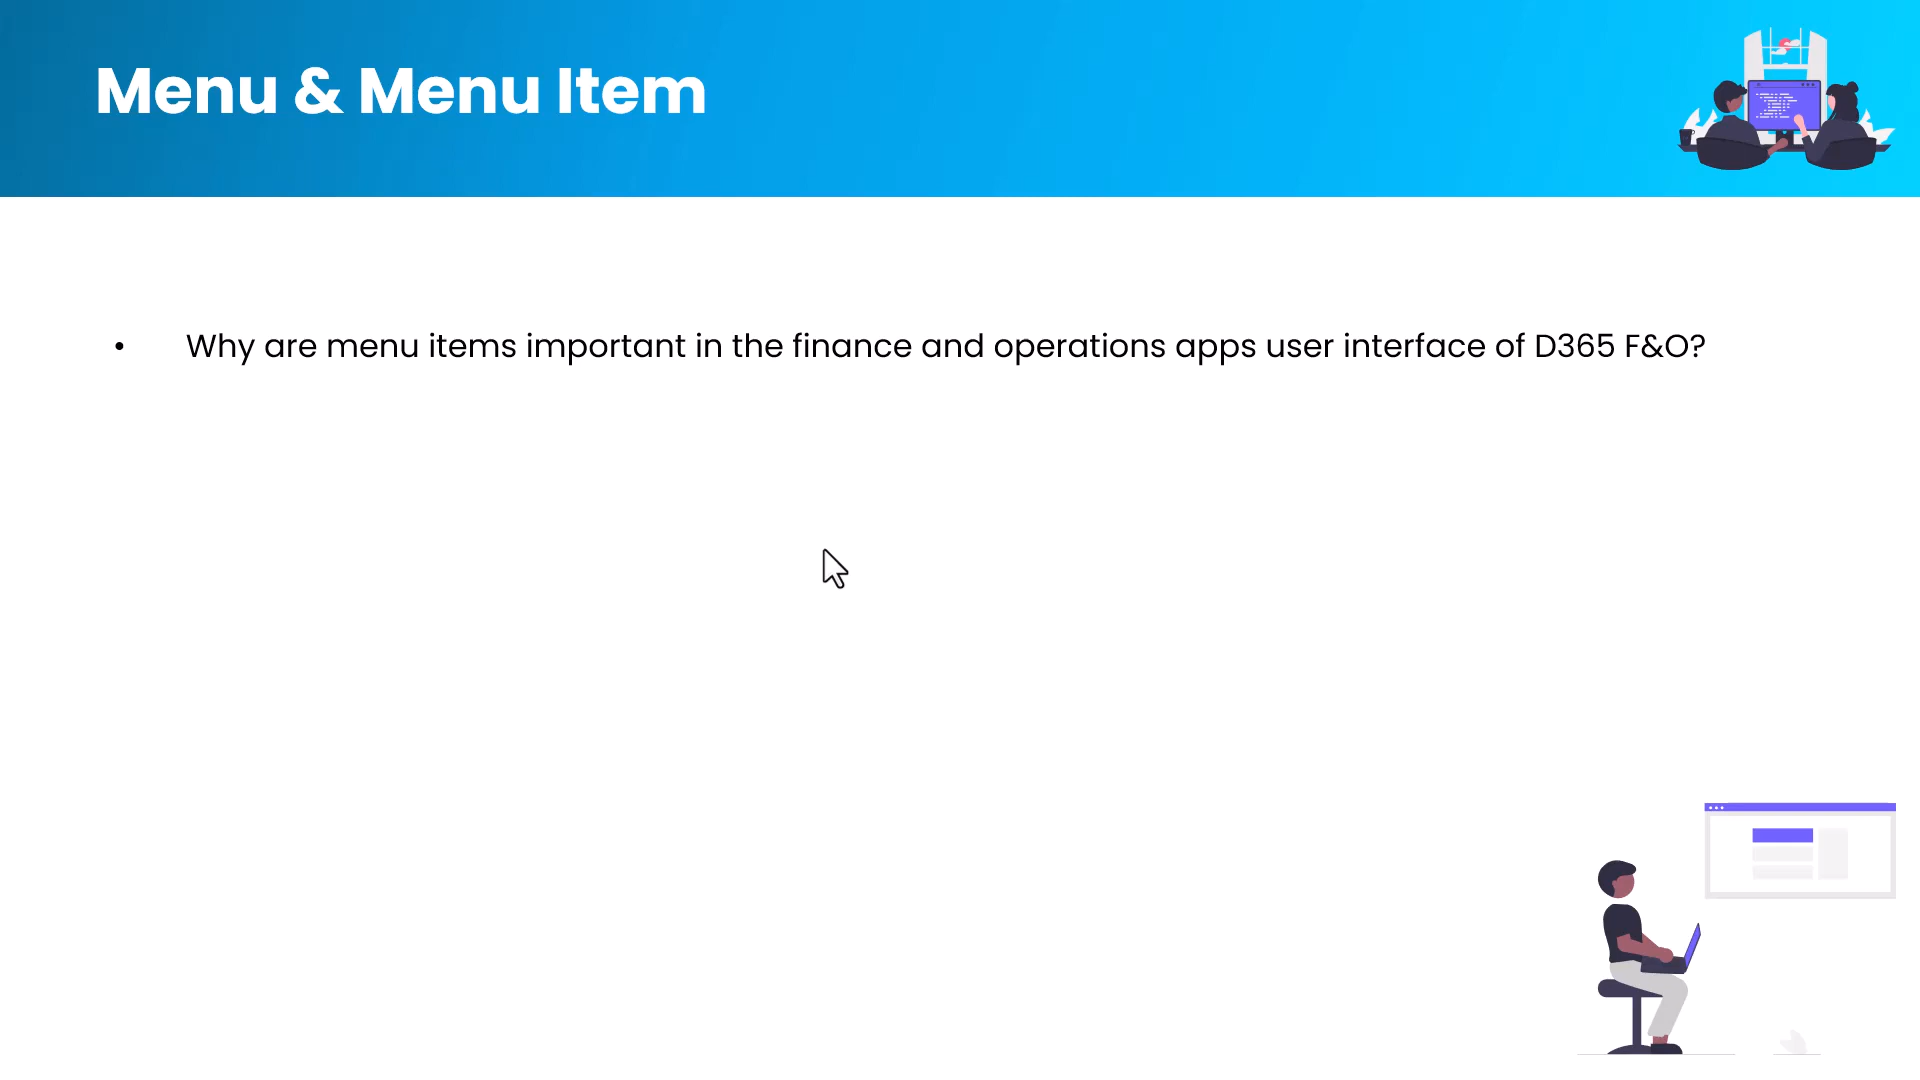 Menu & Menu Item
• Why are menu items important in the finance and operations apps user interface of D365 F&O?